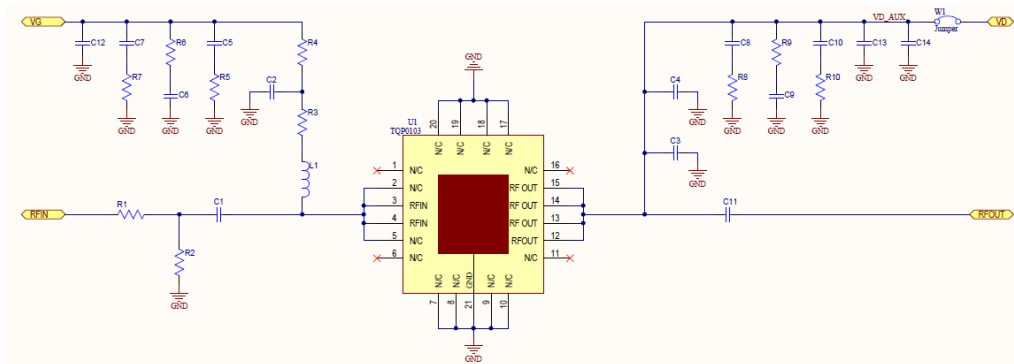 VG
C12
C7
R6
C5
R4
R7
C6
R5
C2
R3
L1
GND
GND
GND
GND
GND
RFIN
R1
C1
R2
GND
GND
U1
TQP0103
20
19
18
17
N/C
N/C
N/C
N/C
1
N/C
2
N/C
3
RFIN
4
RFIN
5
N/C
6
N/C
N/C
16
RF OUT
15
RF OUT
14
RF OUT
13
RFOUT
12
N/C
11
N/C
N/C
GND
N/C
N/C
7
8
21
9
10
GND
C4
GND
C3
GND
C8
R9
C10
C13
C14
R8
C9
R10
GND
GND
GND
GND
GND
VD_AUX
W1
Jumper
VD
C11
RFOUT